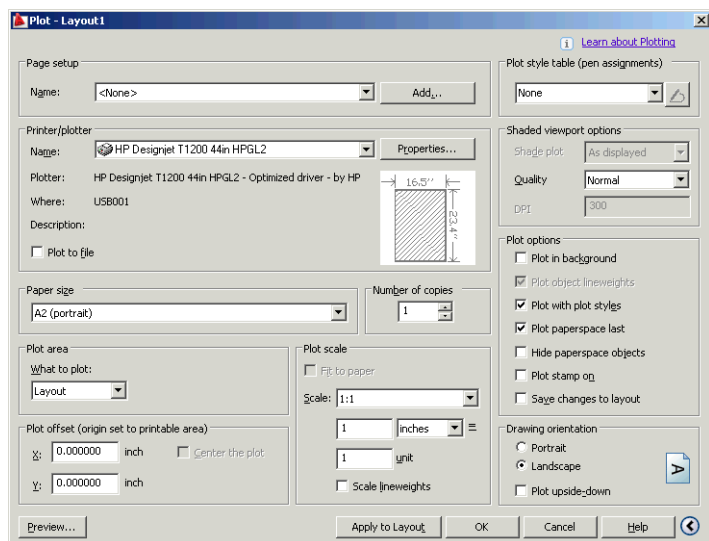 Plot - Layout1
Learn about Plotting
Page setup
Name: <None> Add...
Plot style table (pen assignments)
None
Printer/plotter
Name: HP Designjet T1200 44in HPGL2 Properties...
Plotter: HP Designjet T1200 44in HPGL2 - Optimized driver - by HP
Where: USB001
Description:
Plot to file
16.5''
23.4''
Shaded viewport options
Shade plot As displayed
Quality Normal
DPI 300
Paper size
A2 (portrait)
Number of copies
1
Plot options
Plot in background
Plot object lineweights
Plot with plot styles
Plot paperspace last
Hide paperspace objects
Plot stamp on
Save changes to layout
Plot area
What to plot:
Layout
Plot scale
Fit to paper
Scale: 1:1
1 inches =
1 unit
Scale lineweights
Plot offset (origin set to printable area)
X: 0.000000 inch Center the plot
Y: 0.000000 inch
Drawing orientation
Portrait
Landscape
Plot upside-down
A
Preview... Apply to Layout OK Cancel Help